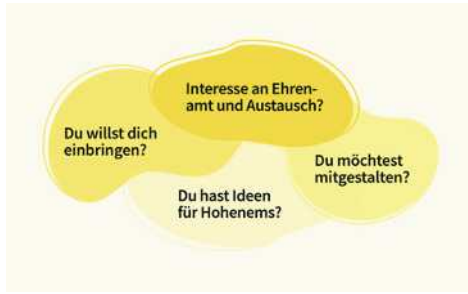 Interesse an Ehren-
amt und Austausch?
Du willst dich
einbringen?
Du möchtest
mitgestalten?
Du hast Ideen
für Hohenems?